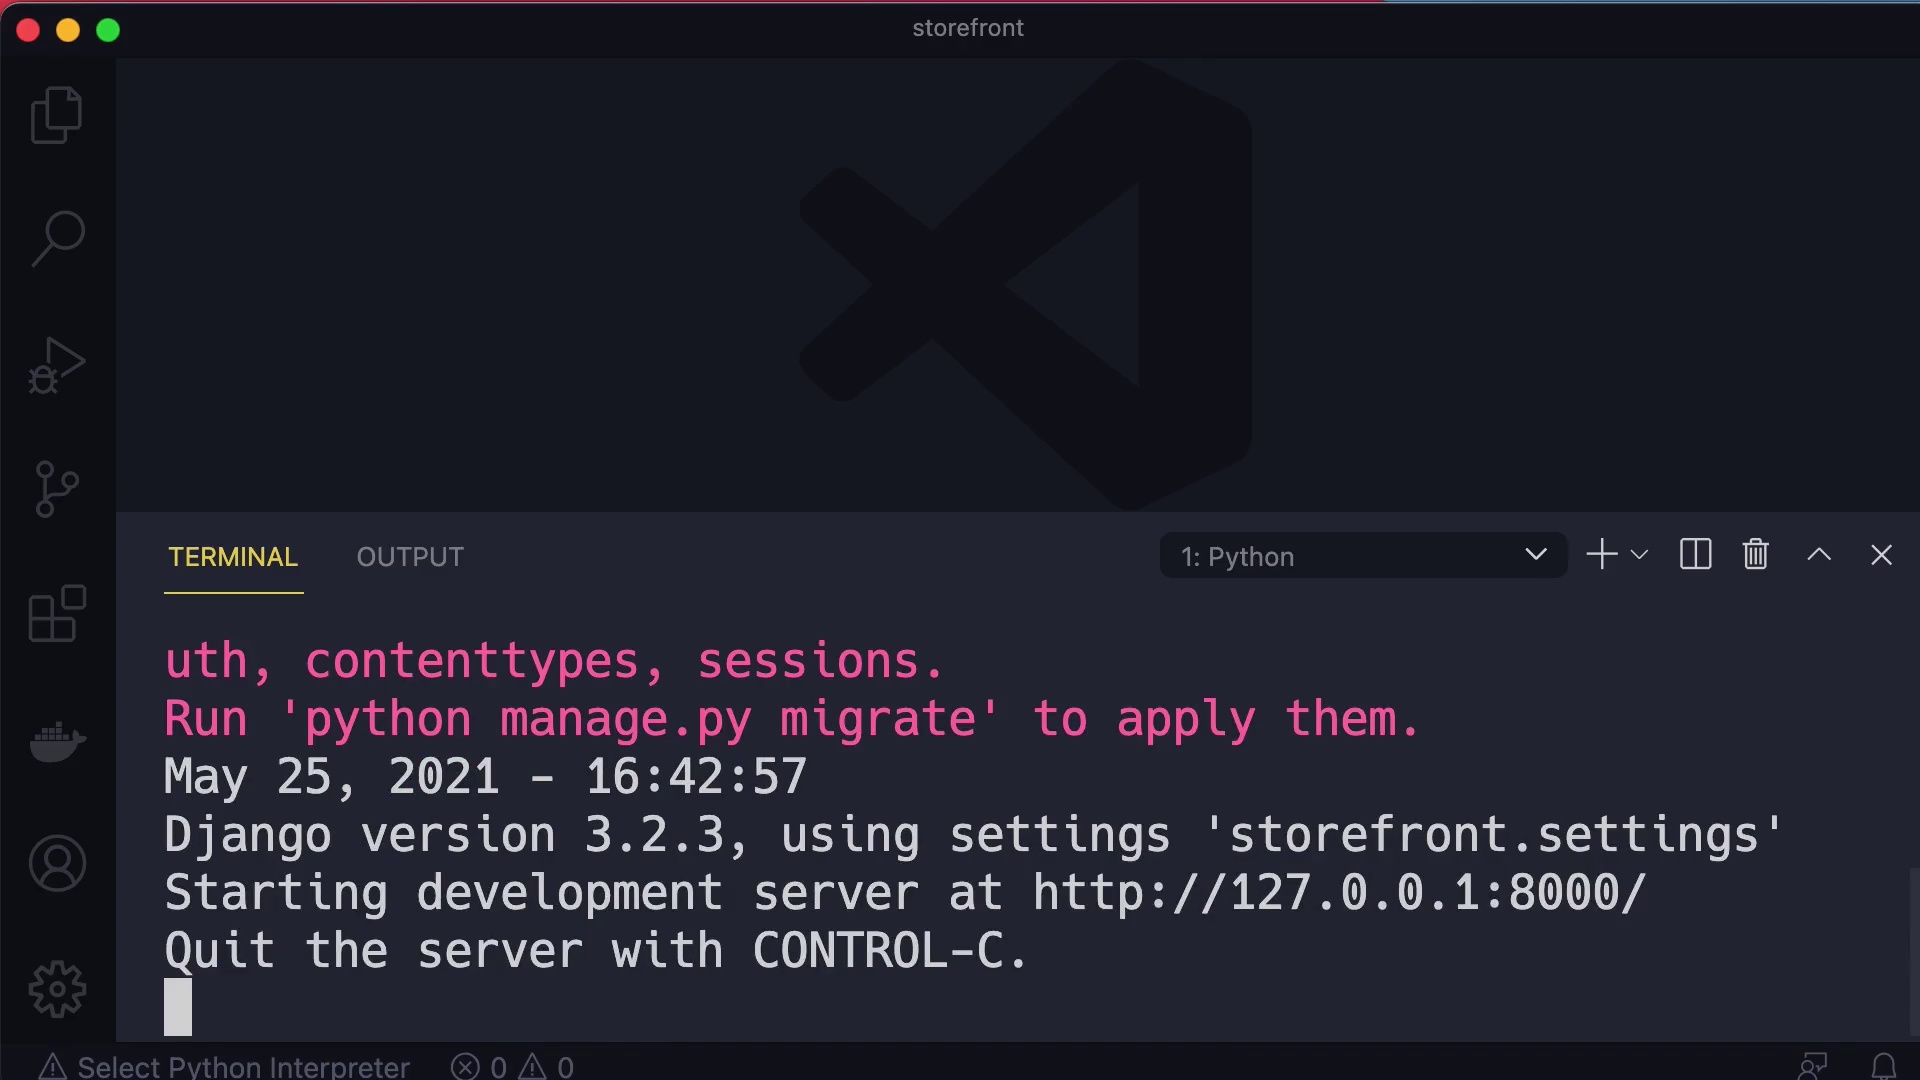 storefront
TERMINAL
OUTPUT
1: Python
uth, contenttypes, sessions.
Run 'python manage.py migrate' to apply them.
May 25, 2021 - 16:42:57
Django version 3.2.3, using settings 'storefront.settings'
Starting development server at http://127.0.0.1:8000/
Quit the server with CONTROL-C.
Select Python Interpreter
0
0